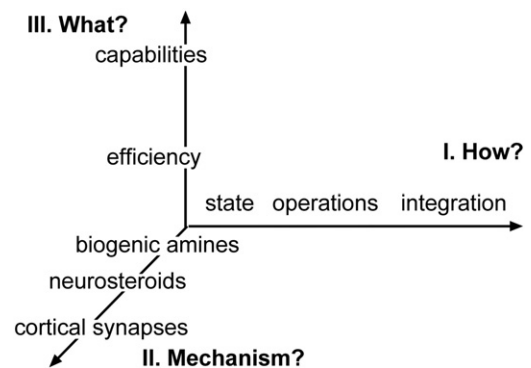 III. What?
capabilities
efficiency
I. How?
state operations integration
biogenic amines
neurosteroids
cortical synapses
II. Mechanism?